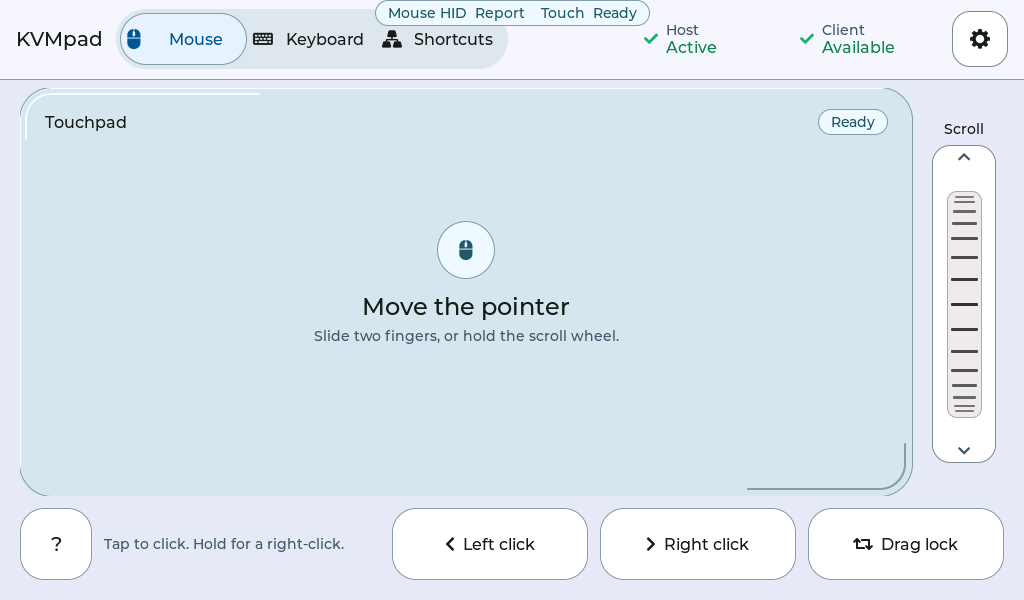 Mouse HID Report Touch Ready
KVMpad
Mouse
Keyboard
Shortcuts
Host
Active
Client
Available
Touchpad
Ready
Scroll
Move the pointer
Slide two fingers, or hold the scroll wheel.
?
Tap to click. Hold for a right-click.
Left click
Right click
Drag lock